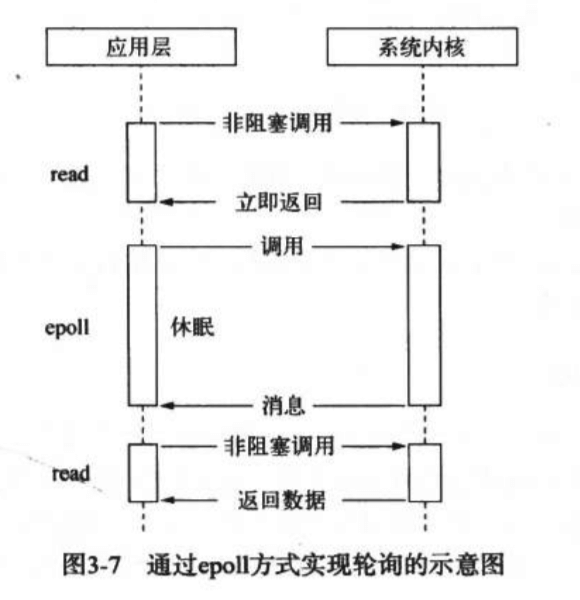 应用层 系统内核
非阻塞调用
read
立即返回
调用
epoll 休眠
消息
非阻塞调用
read
返回数据
图3-7 通过epoll方式实现轮询的示意图